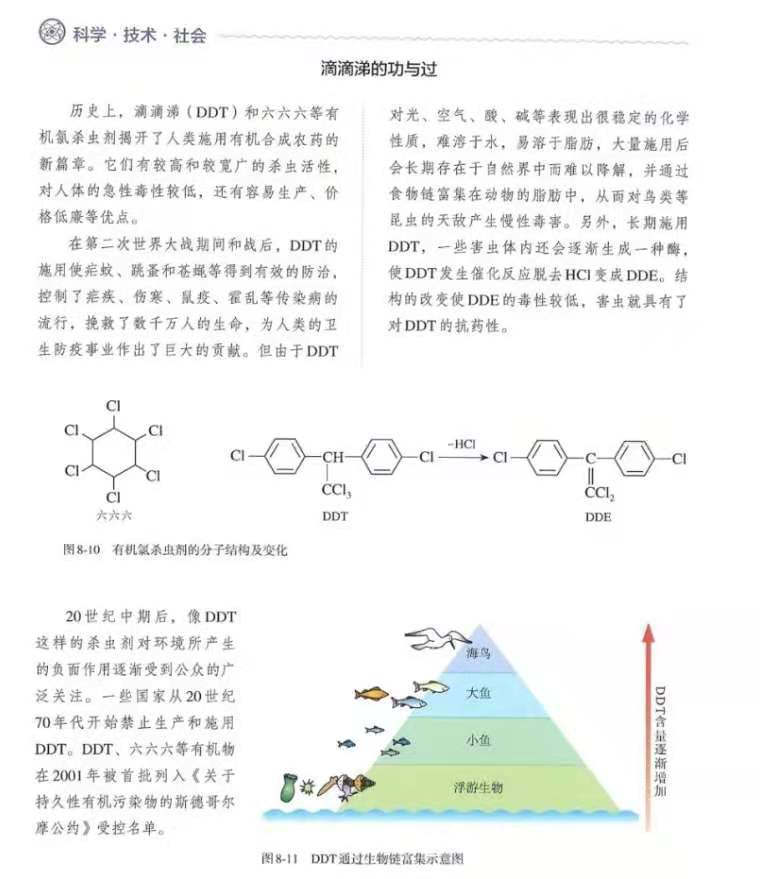 科学·技术·社会
滴滴涕的功与过
历史上，滴滴涕（DDT）和六六六等有
机氯杀虫剂揭开了人类施用有机合成农药的
新篇章。它们有较高和较宽广的杀虫活性，
对人体的急性毒性较低，还有容易生产、价
格低廉等优点。
在第二次世界大战期间和战后，DDT的
施用使疟蚊、跳蚤和苍蝇等得到有效的防治，
控制了疟疾、伤寒、鼠疫、霍乱等传染病的
流行，挽救了数千万人的生命，为人类的卫
生防疫事业作出了巨大的贡献。但由于DDT
对光、空气、酸、碱等表现出很稳定的化学
性质，难溶于水，易溶于脂肪，大量施用后
会长期存在于自然界中而难以降解，并通过
食物链富集在动物的脂肪中，从而对鸟类等
昆虫的天敌产生慢性毒害。另外，长期施用
DDT，一些害虫体内还会逐渐生成一种酶，
使DDT发生催化反应脱去HCl变成DDE。结
构的改变使DDE的毒性较低，害虫就具有了
对DDT的抗药性。
Cl
Cl
Cl
Cl
Cl
Cl
六六六
Cl
CH
Cl
CCl₃
DDT
-HCl
Cl
C
Cl
CCl₂
DDE
图8-10 有机氯杀虫剂的分子结构及变化
20世纪中期后，像DDT
这样的杀虫剂对环境所产生
的负面作用逐渐受到公众的广
泛关注。一些国家从20世纪
70年代开始禁止生产和施用
DDT。DDT、六六六等有机物
在2001年被首批列入《关于
持久性有机污染物的斯德哥尔
摩公约》受控名单。
海鸟
大鱼
小鱼
浮游生物
DDT含量逐渐增加
图8-11 DDT通过生物链富集示意图